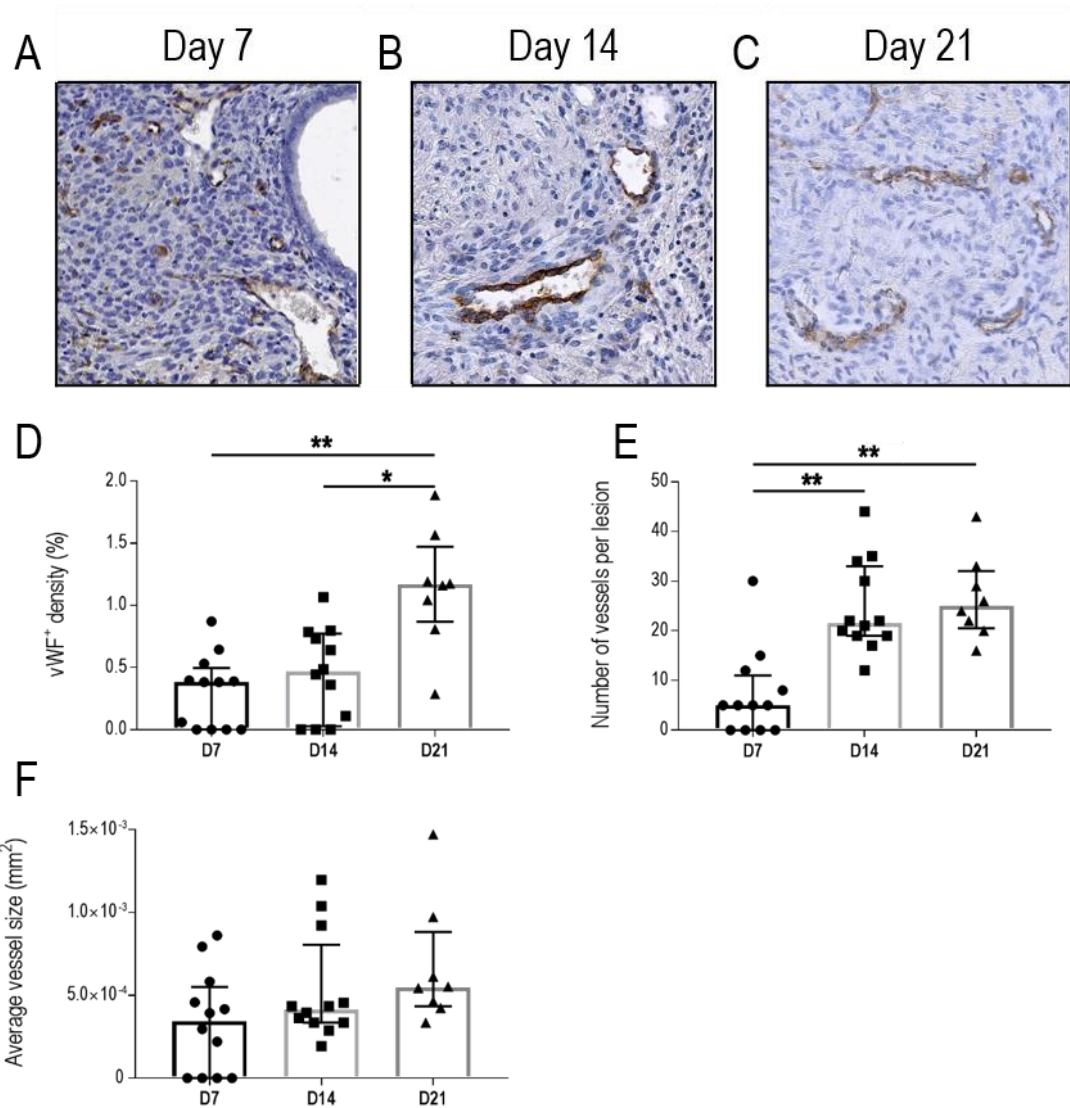 A Day 7 B Day 14 C Day 21
D
**
*
vWF+ density (%)
2.0
1.5
1.0
0.5
0.0
D7 D14 D21
E
**
**
Number of vessels per lesion
50
40
30
20
10
0
D7 D14 D21
F
Average vessel size (mm²)
1.5×10⁻³
1.0×10⁻³
5.0×10⁻⁴
0
D7 D14 D21